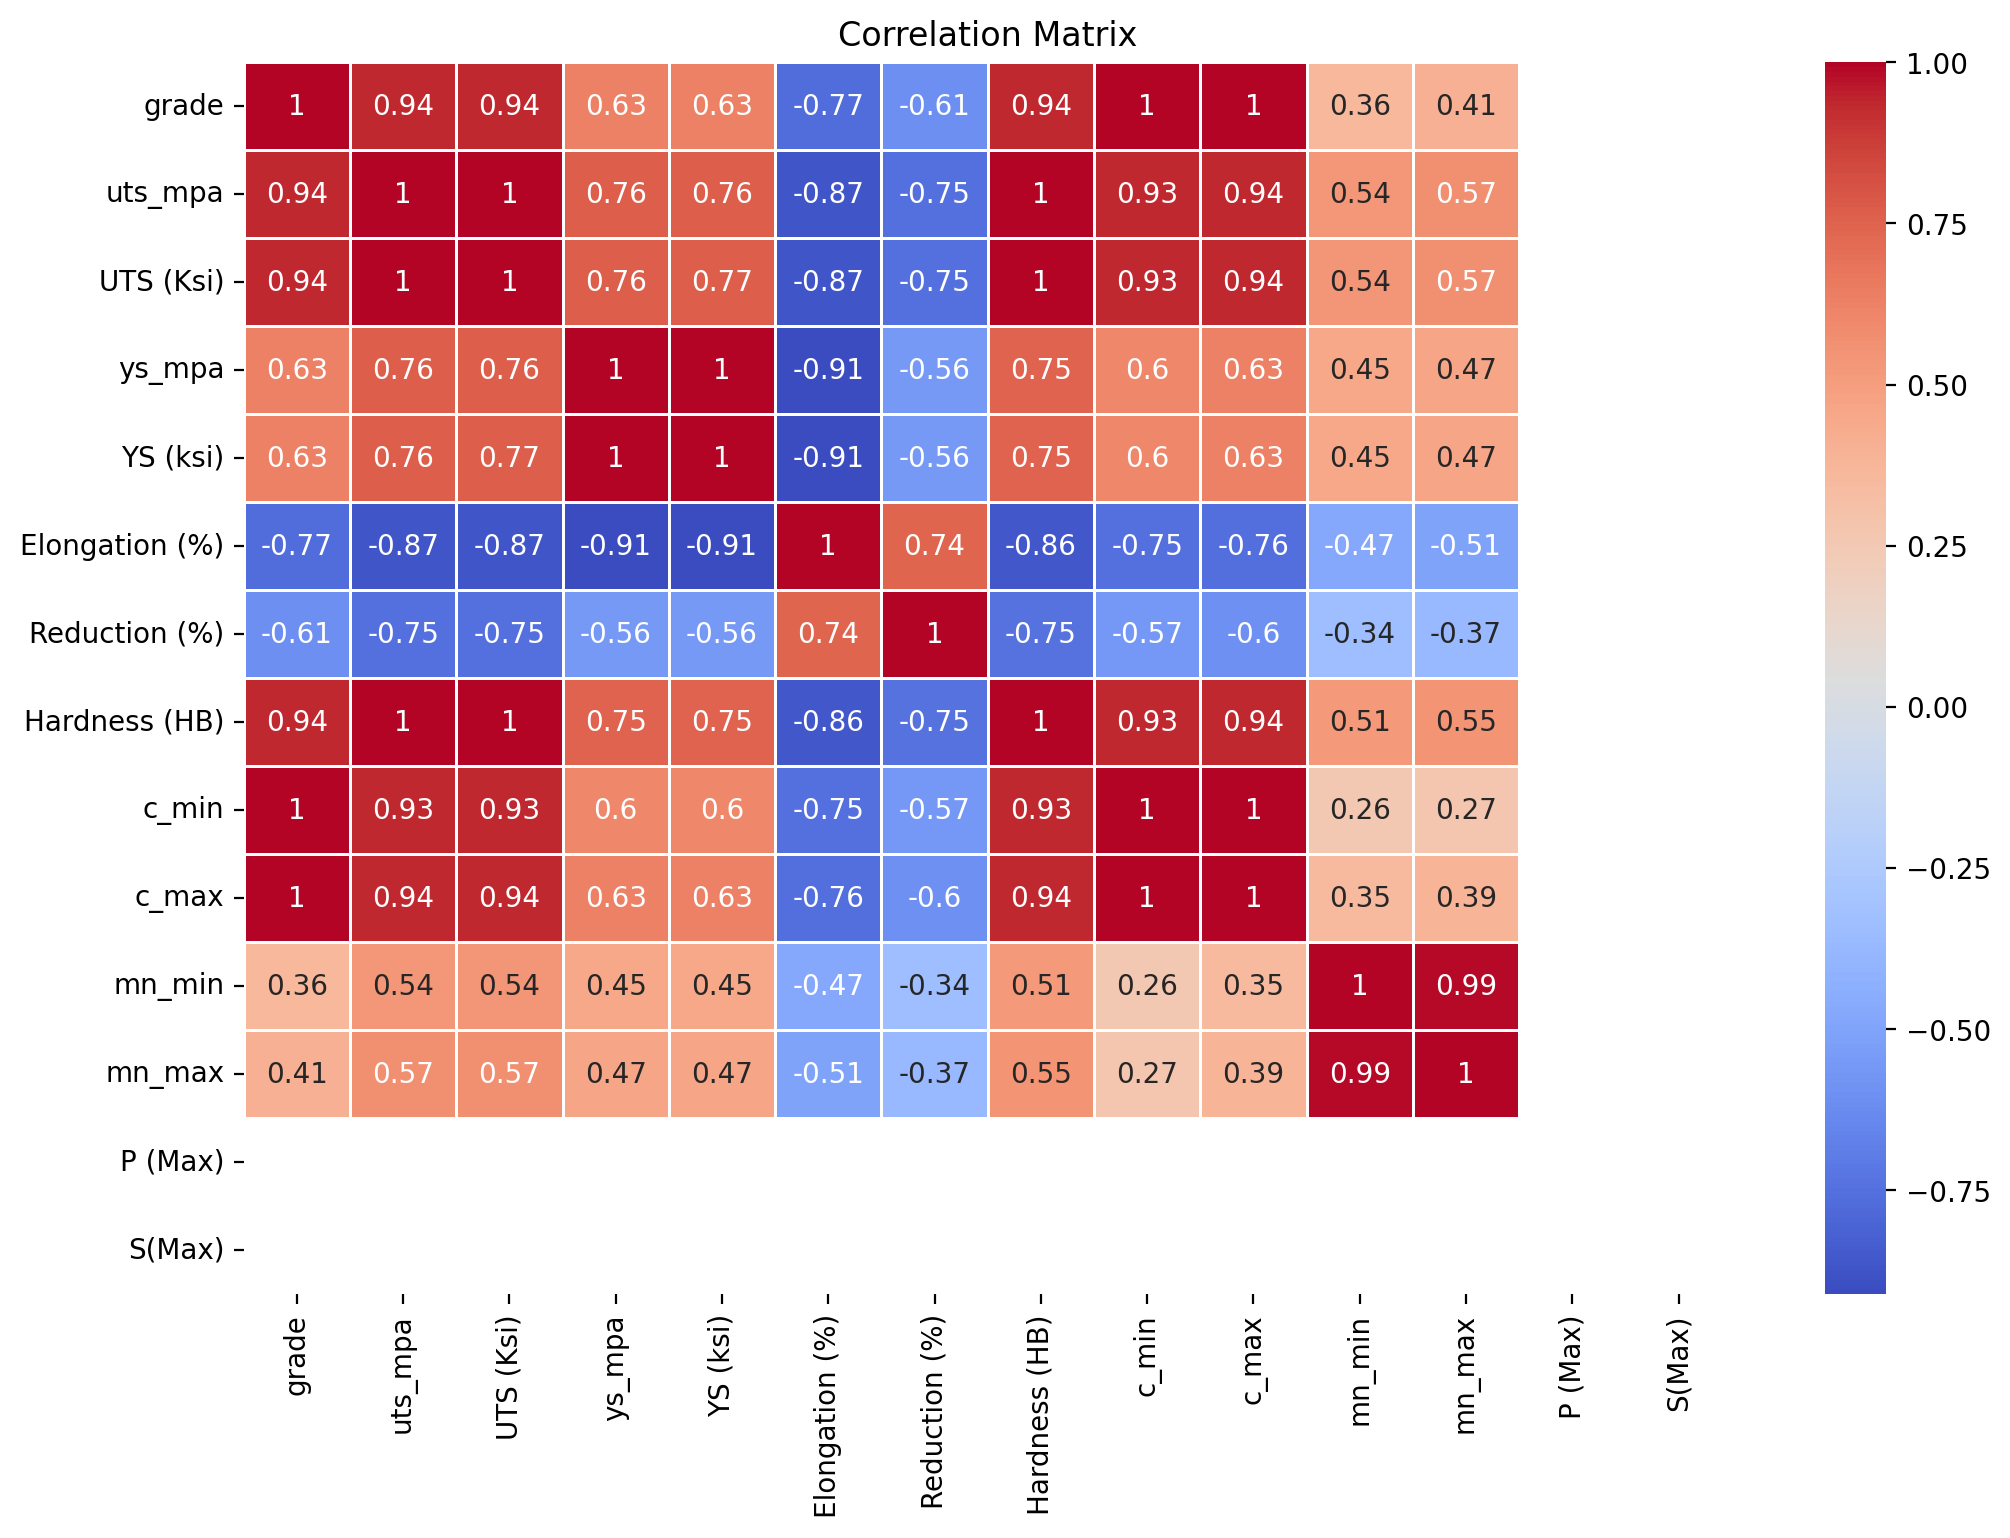 Correlation Matrix
grade 1 0.94 0.94 0.63 0.63 -0.77 -0.61 0.94 1 1 0.36 0.41
uts_mpa 0.94 1 1 0.76 0.76 -0.87 -0.75 1 0.93 0.94 0.54 0.57
UTS (Ksi) 0.94 1 1 0.76 0.77 -0.87 -0.75 1 0.93 0.94 0.54 0.57
ys_mpa 0.63 0.76 0.76 1 1 -0.91 -0.56 0.75 0.6 0.63 0.45 0.47
YS (ksi) 0.63 0.76 0.77 1 1 -0.91 -0.56 0.75 0.6 0.63 0.45 0.47
Elongation (%) -0.77 -0.87 -0.87 -0.91 -0.91 1 0.74 -0.86 -0.75 -0.76 -0.47 -0.51
Reduction (%) -0.61 -0.75 -0.75 -0.56 -0.56 0.74 1 -0.75 -0.57 -0.6 -0.34 -0.37
Hardness (HB) 0.94 1 1 0.75 0.75 -0.86 -0.75 1 0.93 0.94 0.51 0.55
c_min 1 0.93 0.93 0.6 0.6 -0.75 -0.57 0.93 1 1 0.26 0.27
c_max 1 0.94 0.94 0.63 0.63 -0.76 -0.6 0.94 1 1 0.35 0.39
mn_min 0.36 0.54 0.54 0.45 0.45 -0.47 -0.34 0.51 0.26 0.35 1 0.99
mn_max 0.41 0.57 0.57 0.47 0.47 -0.51 -0.37 0.55 0.27 0.39 0.99 1
P (Max)
S(Max)
grade
uts_mpa
UTS (Ksi)
ys_mpa
YS (ksi)
Elongation (%)
Reduction (%)
Hardness (HB)
c_min
c_max
mn_min
mn_max
P (Max)
S(Max)
1.00
0.75
0.50
0.25
0.00
−0.25
−0.50
−0.75